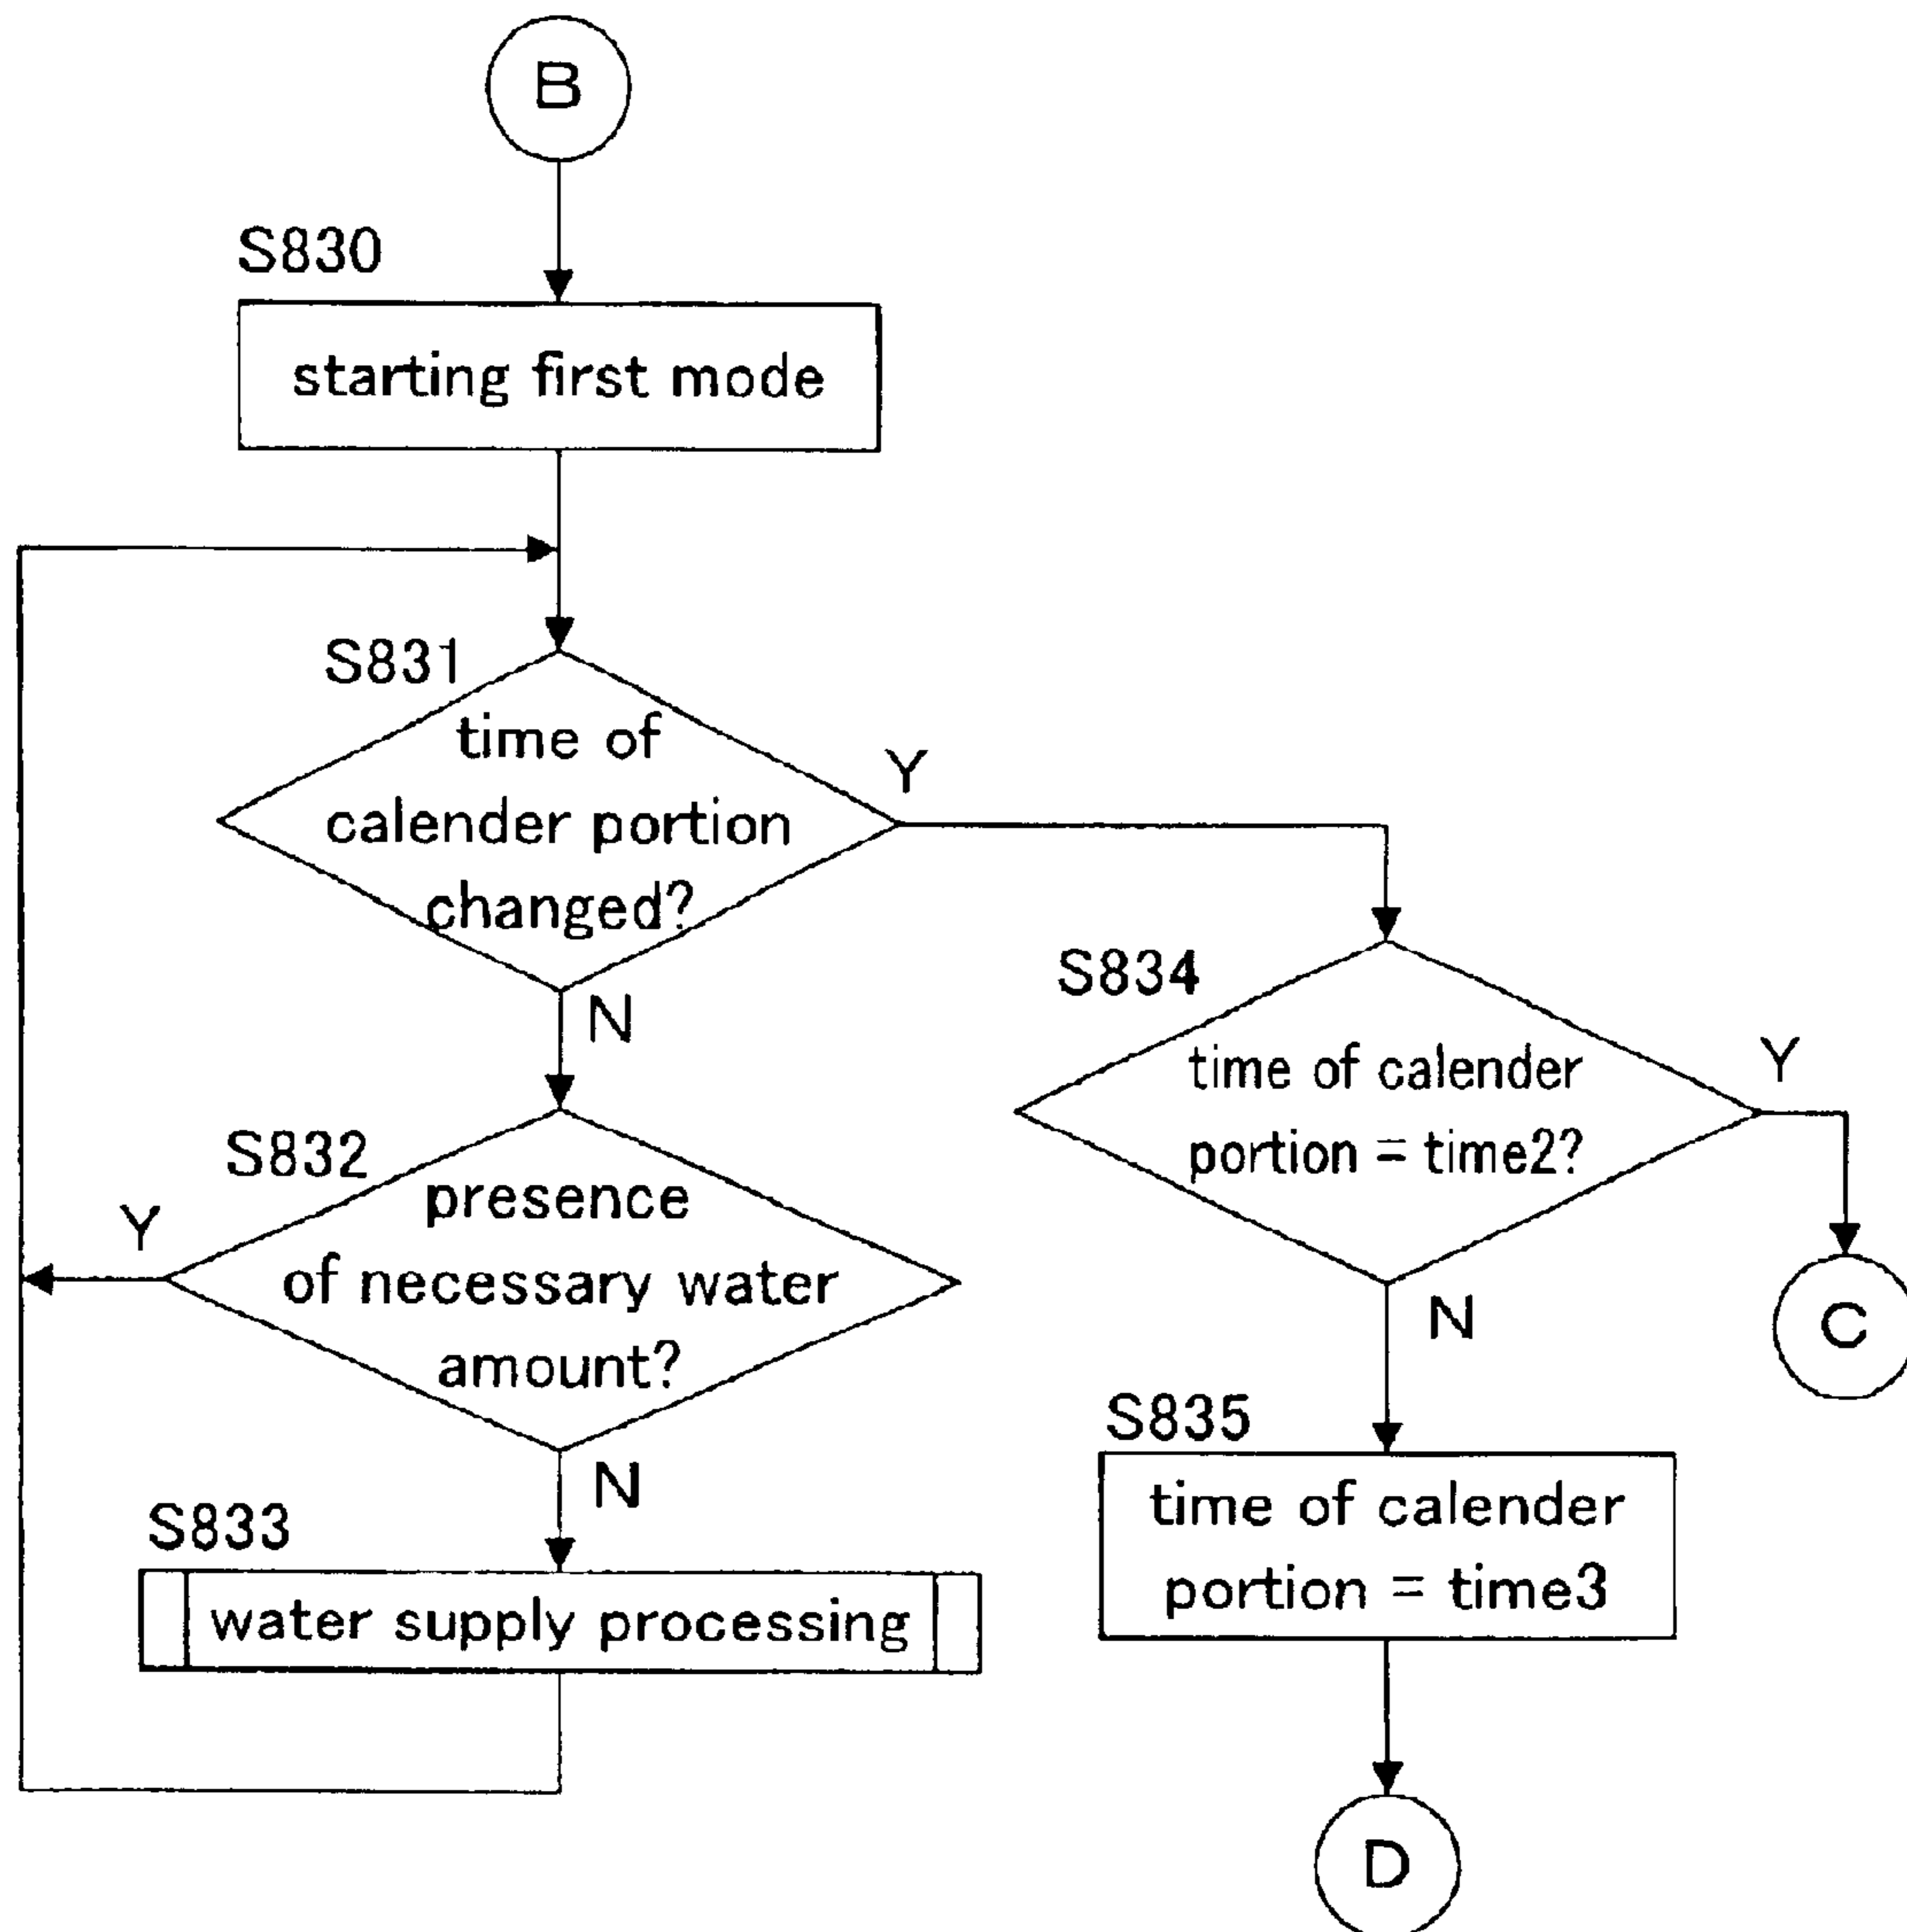 B
S830
starting first mode
S831
time of
calender portion
changed?
Y
N
S832
presence
of necessary water
amount?
Y
N
S833
water supply processing
S834
time of calender
portion = time2?
Y
C
N
S835
time of calender
portion = time3
D